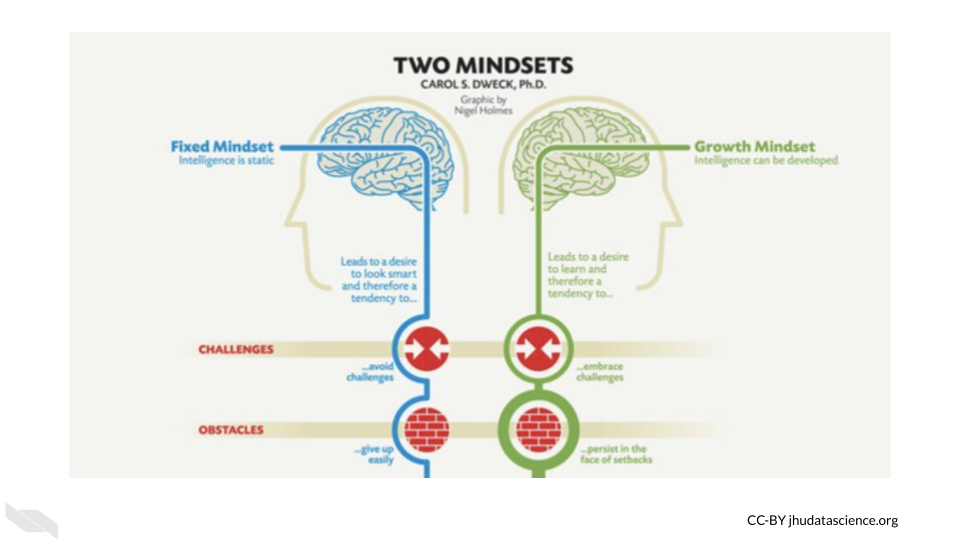 TWO MINDSETS
CAROL S. DWECK, Ph.D.
Graphic by
Nigel Holmes
Fixed Mindset
Intelligence is static
Growth Mindset
Intelligence can be developed
Leads to a desire
to look smart
and therefore a
tendency to...
Leads to a desire
to learn and
therefore a
tendency to...
CHALLENGES
...avoid
challenges
...embrace
challenges
OBSTACLES
...give up
easily
...persist in the
face of setbacks
CC-BY jhudatascience.org